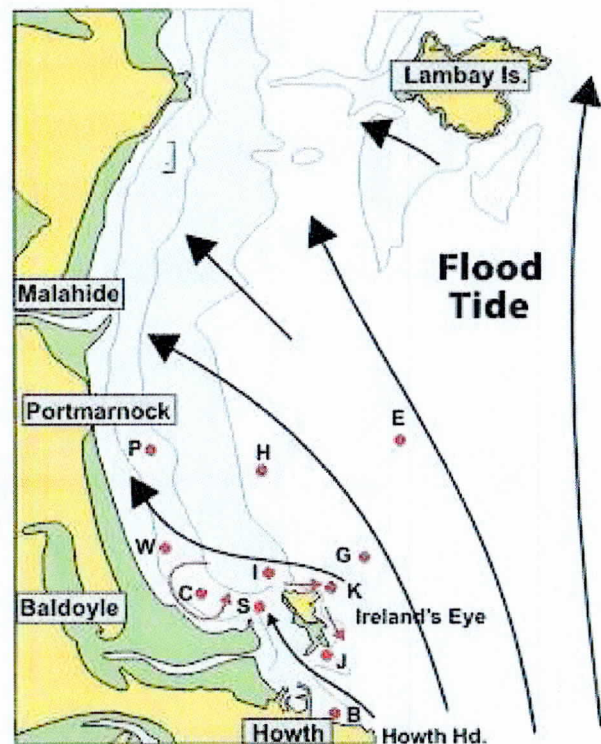 Lambay Is.
Flood
Tide
Malahide
Portmarnock
E
P
H
W
G
I
K
C
S
Baldoyle
Ireland's Eye
J
B
Howth
Howth Hd.